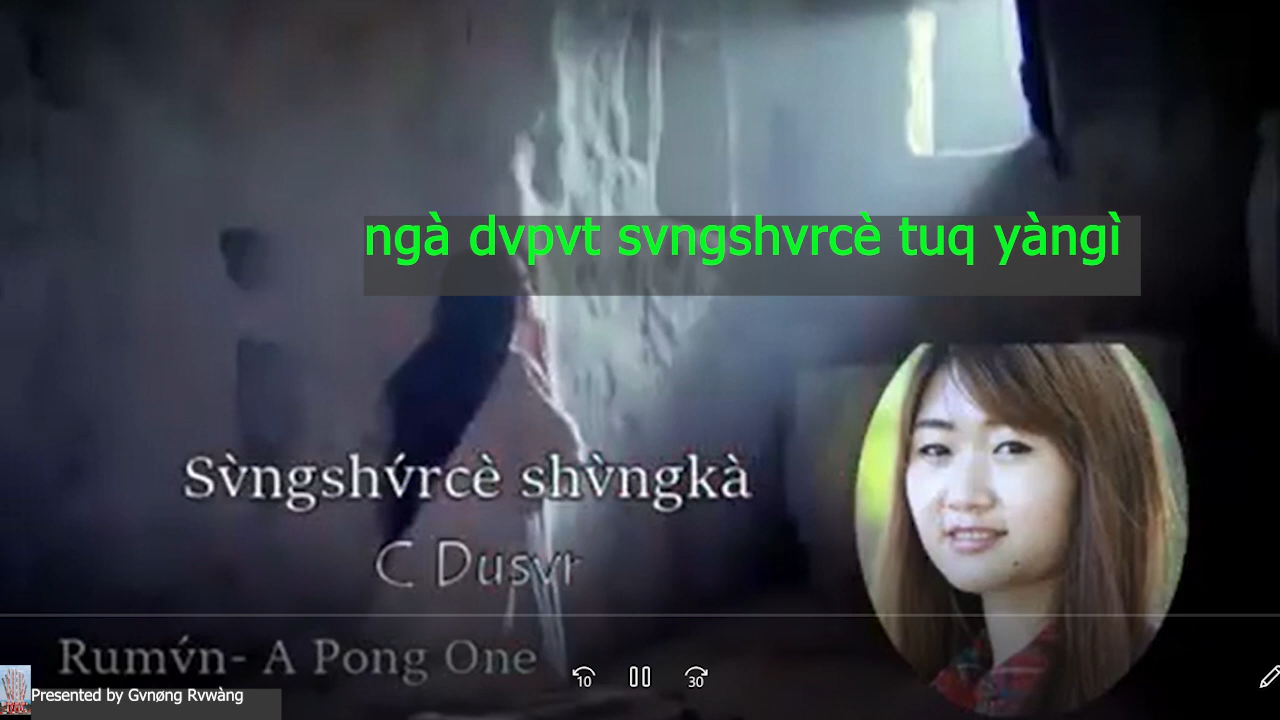 ngà dvpvt svngshvrcè tuq yàngì
Sv̀ngshv́rcè shv̀ngkà
C Dusvr
Rumv́n- A Pong One
10
30
Presented by Gvnøng Rvwàng